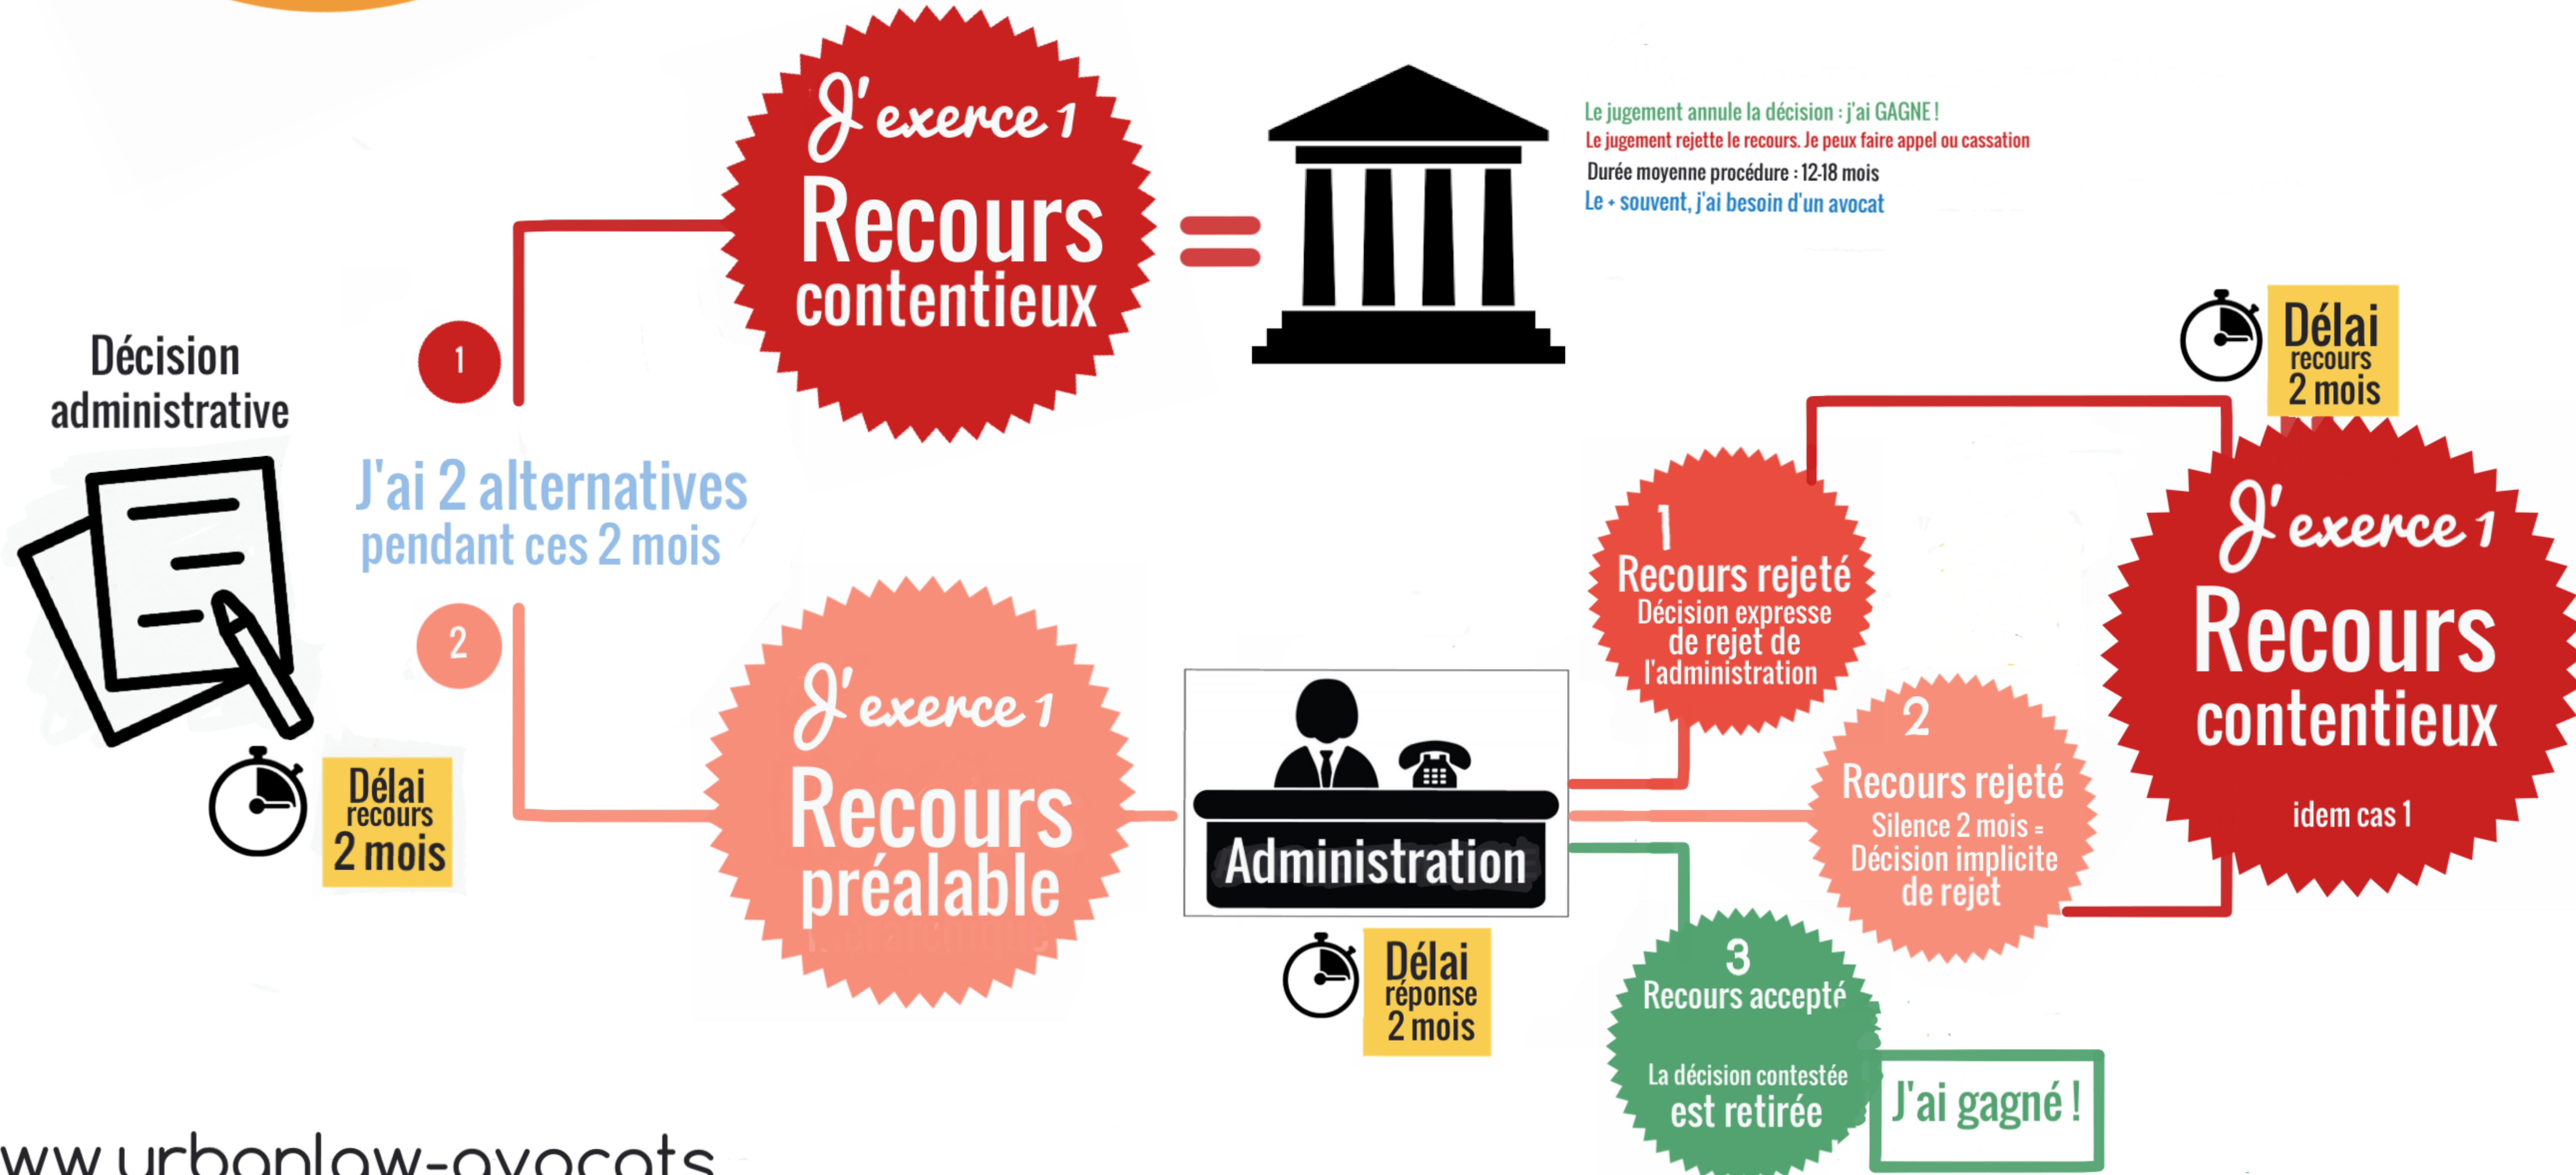 J'exerce 1
Recours
contentieux
Le jugement annule la décision : j'ai GAGNE !
Le jugement rejette le recours. Je peux faire appel ou cassation
Durée moyenne procédure : 12-18 mois
Le + souvent, j'ai besoin d'un avocat
Décision
administrative
1
J'ai 2 alternatives
pendant ces 2 mois
2
Délai
recours
2 mois
J'exerce 1
Recours
préalable
Administration
Délai
réponse
2 mois
1
Recours rejeté
Décision expresse
de rejet de
l'administration
2
Recours rejeté
Silence 2 mois =
Décision implicite
de rejet
3
Recours accepté
La décision contestée
est retirée
J'ai gagné !
Délai
recours
2 mois
J'exerce 1
Recours
contentieux
idem cas 1
ww.urbanlaw-avocats